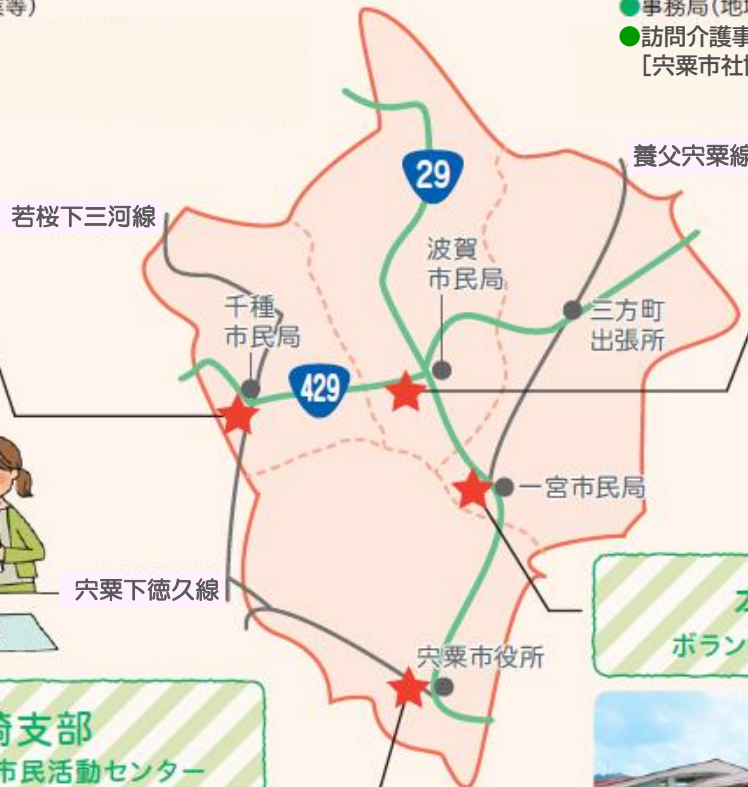 等)
●事務局(地域
●訪問介護事
[宍粟市社協
養父宍粟線
29
若桜下三河線
波賀
市民局
千種
市民局
三方町
出張所
429
一宮市民局
宍粟下徳久線
ボラン
宍粟市役所
崎支部
市民活動センター